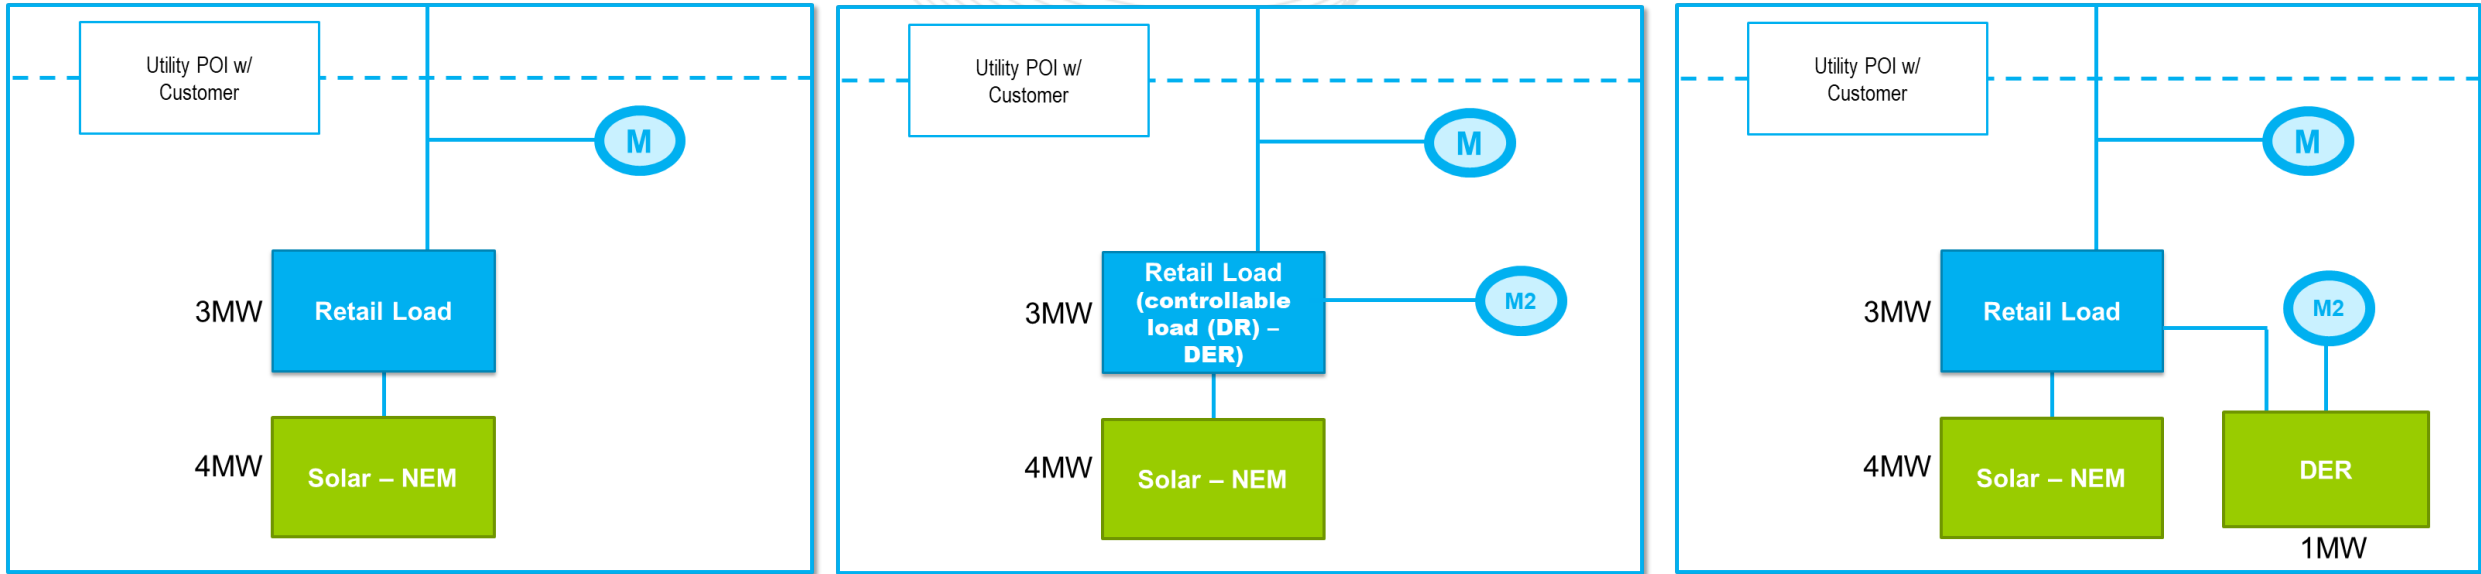 Utility POI w/
Customer
M
3MW
Retail Load
4MW
Solar – NEM
Utility POI w/
Customer
M
3MW
Retail Load
(controllable
load (DR) –
DER)
M2
4MW
Solar – NEM
Utility POI w/
Customer
M
3MW
Retail Load
M2
4MW
Solar – NEM
DER
1MW